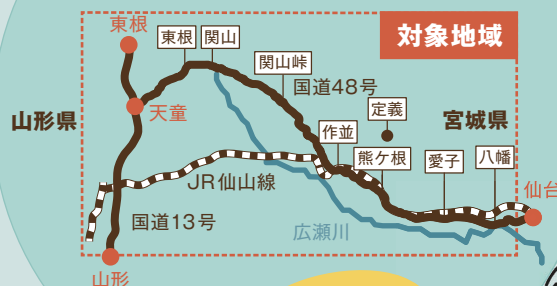 対象地域
東根
東根
関山
関山峠
国道48号
定義
天童
山形県
宮城県
作並
熊ケ根
愛子
八幡
仙台
JR仙山線
国道13号
広瀬川
山形